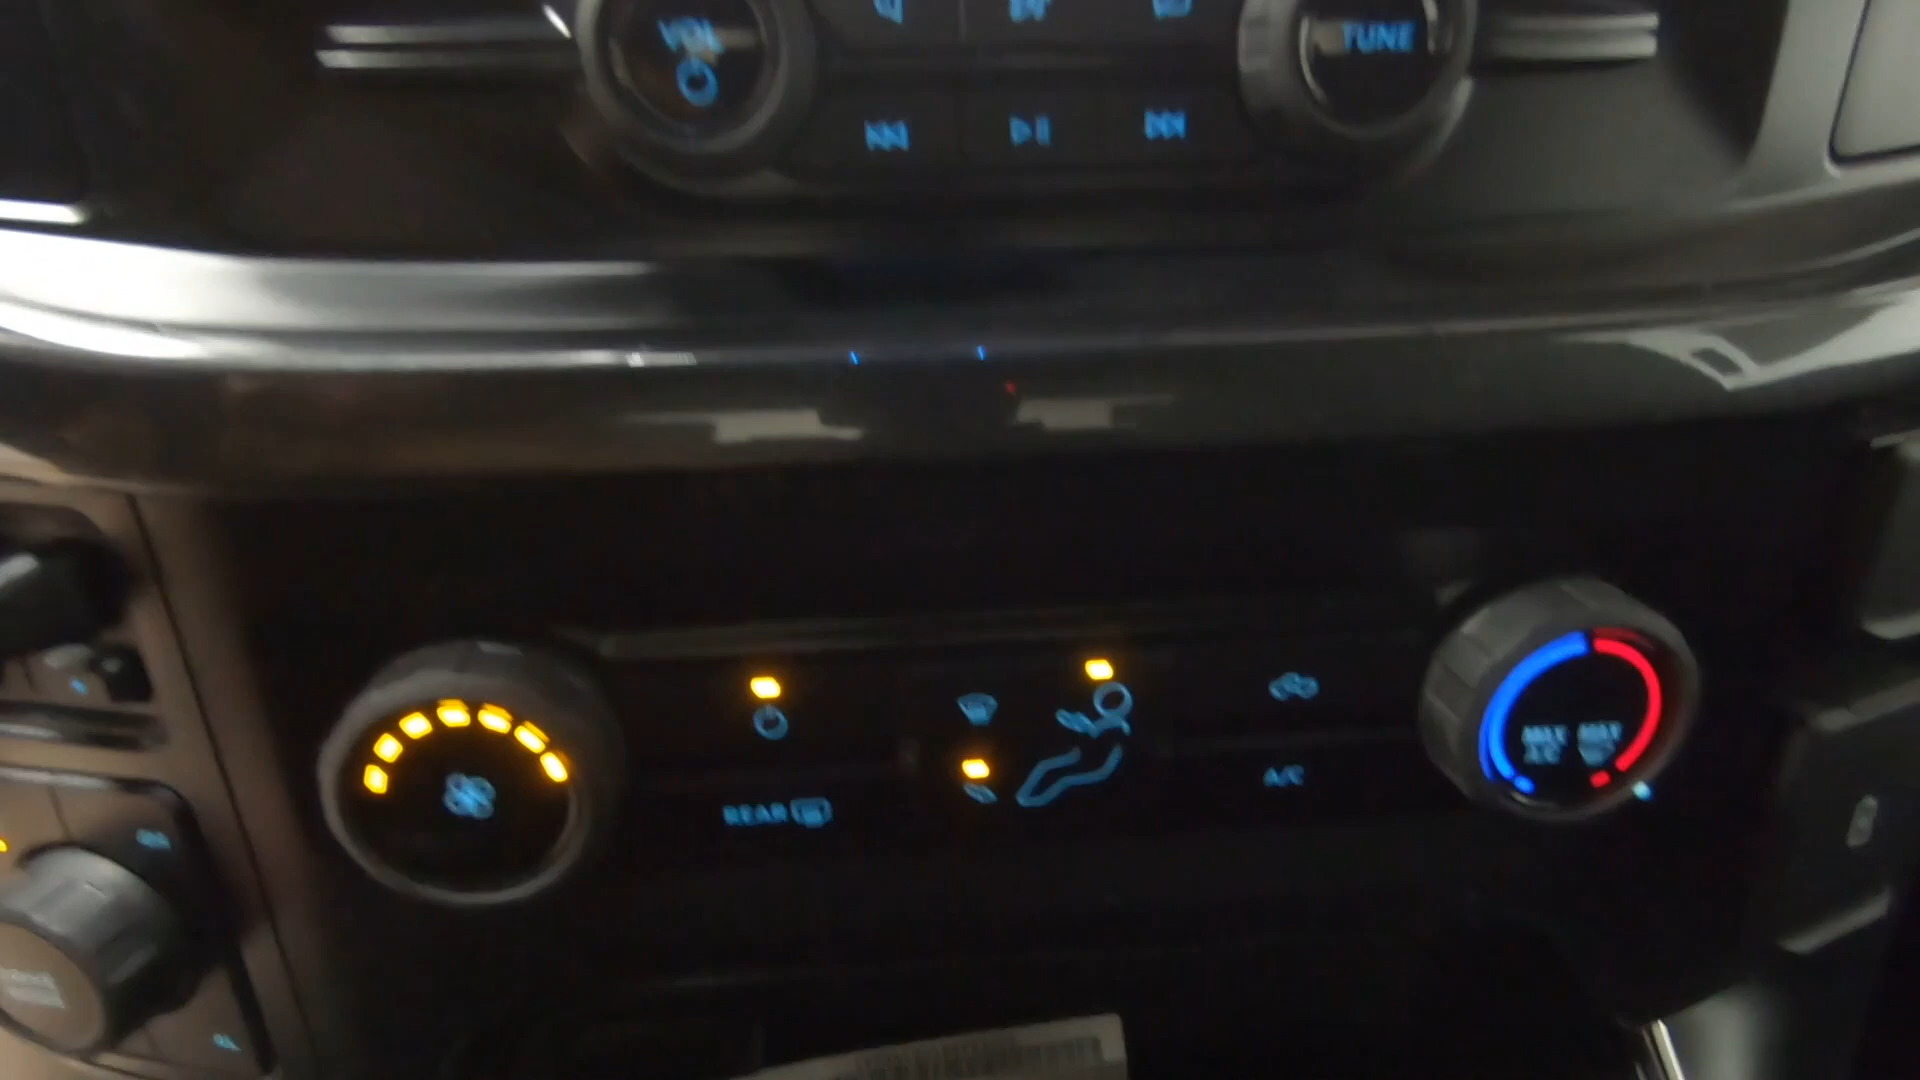 VOL
TUNE
REAR
A/C
MAX MAX
A/C